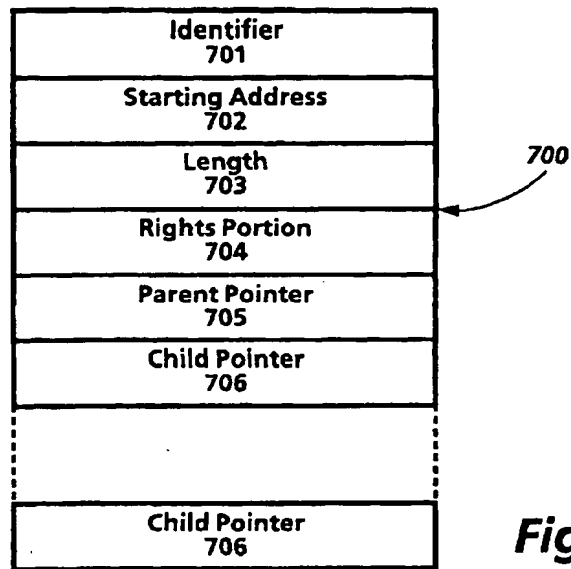 Identifier
701
Starting Address
702
Length
703
700
Rights Portion
704
Parent Pointer
705
Child Pointer
706
Child Pointer
706
Fig